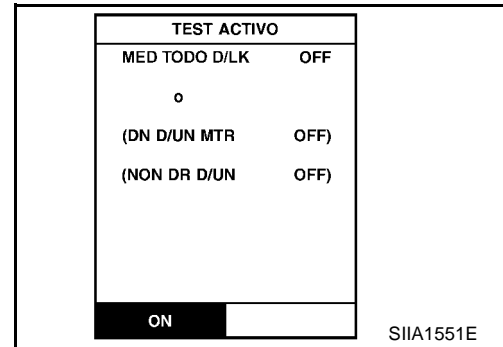 TEST ACTIVO
MED TODO D/LK OFF
o
(DN D/UN MTR OFF)
(NON DR D/UN OFF)
ON
SIIA1551E